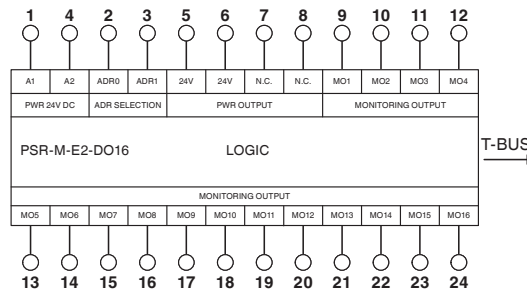 1 4 2 3 5 6 7 8 9 10 11 12
A1 A2 ADR0 ADR1 24V 24V N.C. N.C. MO1 MO2 MO3 MO4
PWR 24V DC ADR SELECTION PWR OUTPUT MONITORING OUTPUT
PSR-M-E2-DO16 LOGIC T-BUS
MONITORING OUTPUT
MO5 MO6 MO7 MO8 MO9 MO10 MO11 MO12 MO13 MO14 MO15 MO16
13 14 15 16 17 18 19 20 21 22 23 24